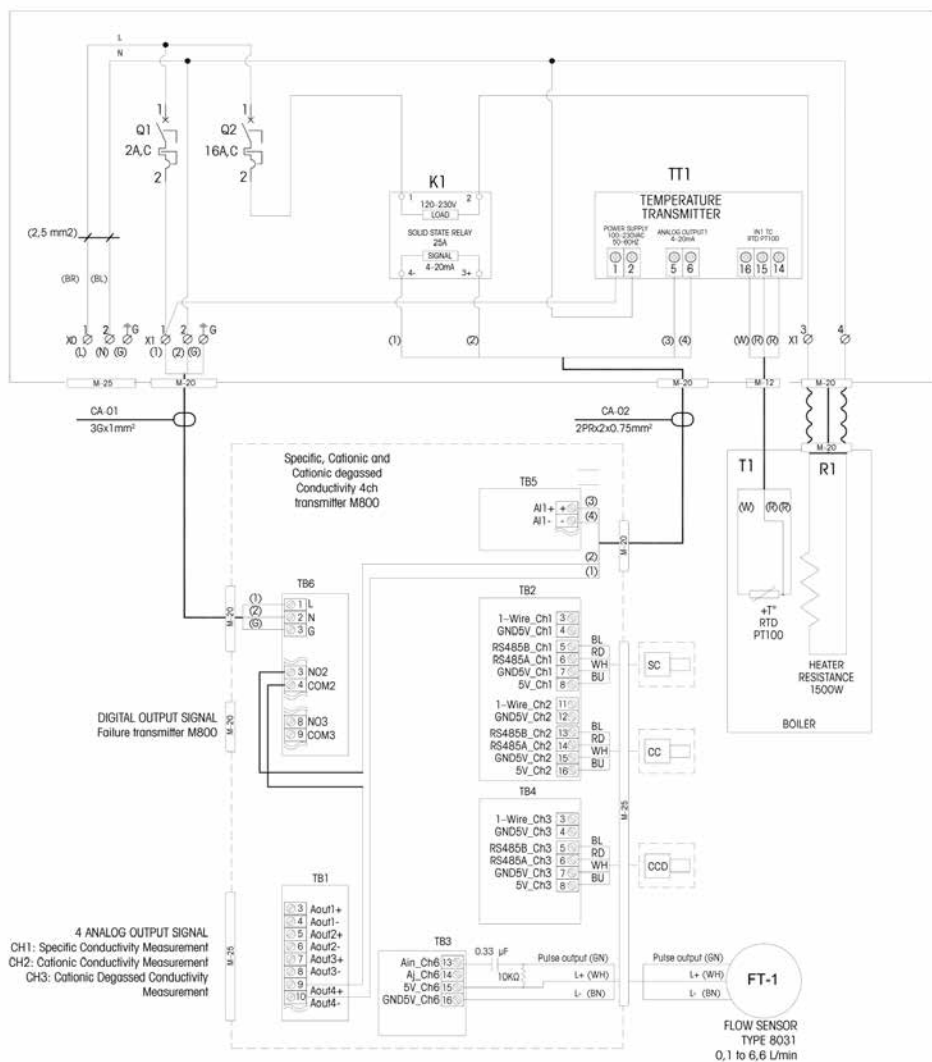 L
N
1
Q1
2A,C
2
1
Q2
16A,C
2
K1
1
2
120-230V
LOAD
SOLID STATE RELAY
25A
SIGNAL
4-20mA
4-
3+
TT1
TEMPERATURE
TRANSMITTER
POWER SUPPLY
100-230VAC
50-60HZ
ANALOG OUTPUT1
4-20mA
IN1 TC
RTD PT100
1 2
5 6
16 15 14
(2,5 mm2)
(BR) (BL)
X0 1 2 G
(L) (N) (G)
X1 1 2 G
(1) (2) (G)
(1) (2)
(3) (4)
(W) (R) (R)
X1 3 4
M-25
M-20
M-20
M-12
M-20
CA-01
3Gx1mm²
CA-02
2PRx2x0.75mm²
M-20
T1
R1
(W) (R)(R)
+T°
RTD
PT100
HEATER
RESISTANCE
1500W
BOILER
Specific, Cationic and
Cationic degassed
Conductivity 4ch
transmitter M800
TB5
AI1+ + (3)
AI1- - (4)
(2)
(1)
M-20
TB6
(1) 1 L
(2) 2 N
(G) 3 G
3 NO2
4 COM2
8 NO3
9 COM3
M-20
DIGITAL OUTPUT SIGNAL
Failure transmitter M800
M-20
TB2
1-Wire_Ch1 3
GND5V_Ch1 4
RS485B_Ch1 5 BL
RS485A_Ch1 6 RD
GND5V_Ch1 7 WH
5V_Ch1 8 BU
SC
1-Wire_Ch2 11
GND5V_Ch2 12
RS485B_Ch2 13 BL
RS485A_Ch2 14 RD
GND5V_Ch2 15 WH
5V_Ch2 16 BU
CC
TB4
1-Wire_Ch3 3
GND5V_Ch3 4
RS485B_Ch3 5 BL
RS485A_Ch3 6 RD
GND5V_Ch3 7 WH
5V_Ch3 8 BU
CCD
M-25
4 ANALOG OUTPUT SIGNAL
CH1: Specific Conductivity Measurement
CH2: Cationic Conductivity Measurement
CH3: Cationic Degassed Conductivity
Measurement
M-25
TB1
3 Aout1+
4 Aout1-
5 Aout2+
6 Aout2-
7 Aout3+
8 Aout3-
9 Aout4+
10 Aout4-
TB3
Ain_Ch6 13
Aj_Ch6 14
5V_Ch6 15
GND5V_Ch6 16
0.33 µF
10KΩ
Pulse output (GN)
L+ (WH)
L- (BN)
Pulse output (GN)
L+ (WH)
L- (BN)
FT-1
FLOW SENSOR
TYPE 8031
0,1 to 6,6 L/min